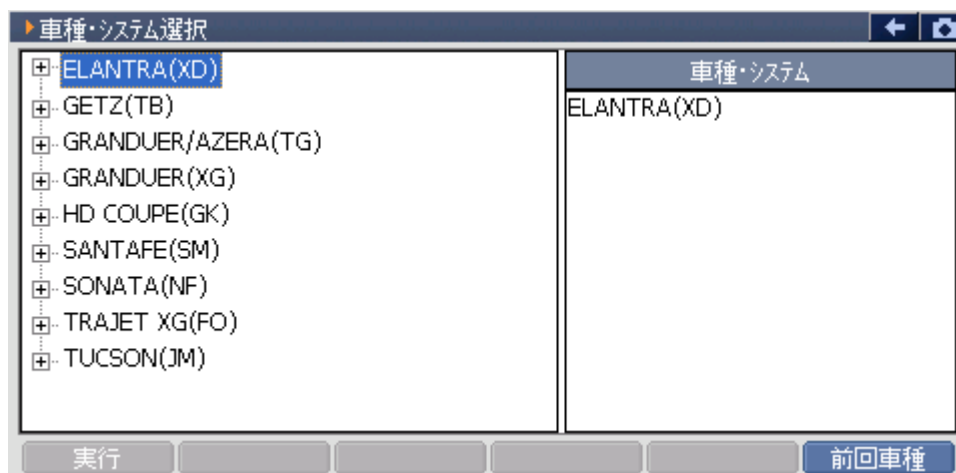 車種・システム選択
ELANTRA(XD)
GETZ(TB)
GRANDUER/AZERA(TG)
GRANDUER(XG)
HD COUPE(GK)
SANTAFE(SM)
SONATA(NF)
TRAJET XG(FO)
TUCSON(JM)
車種・システム
ELANTRA(XD)
実行
前回車種